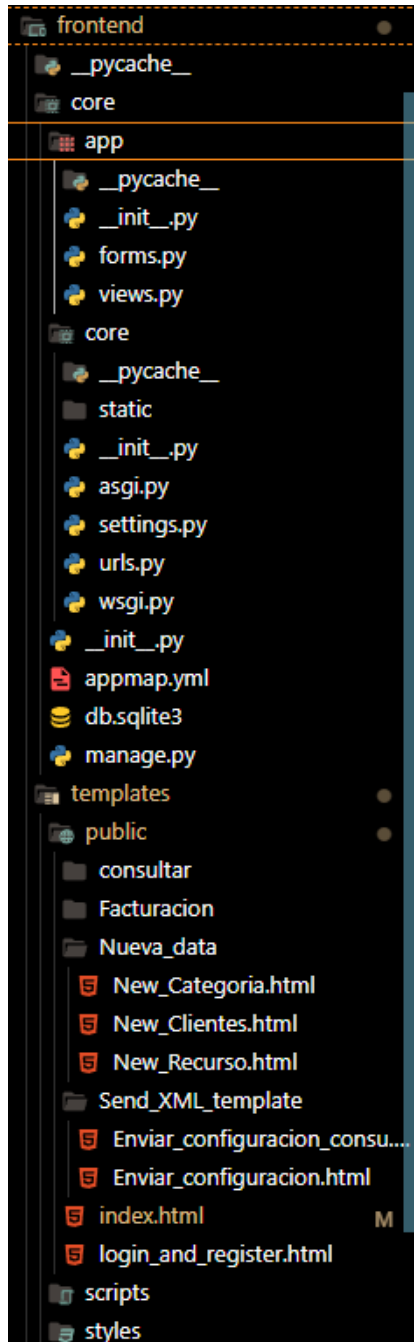 frontend
__pycache__
core
app
__pycache__
__init__.py
forms.py
views.py
core
__pycache__
static
__init__.py
asgi.py
settings.py
urls.py
wsgi.py
__init__.py
appmap.yml
db.sqlite3
manage.py
templates
public
consultar
Facturacion
Nueva_data
New_Categoria.html
New_Clientes.html
New_Recurso.html
Send_XML_template
Enviar_configuracion_consu....
Enviar_configuracion.html
index.html M
login_and_register.html
scripts
styles